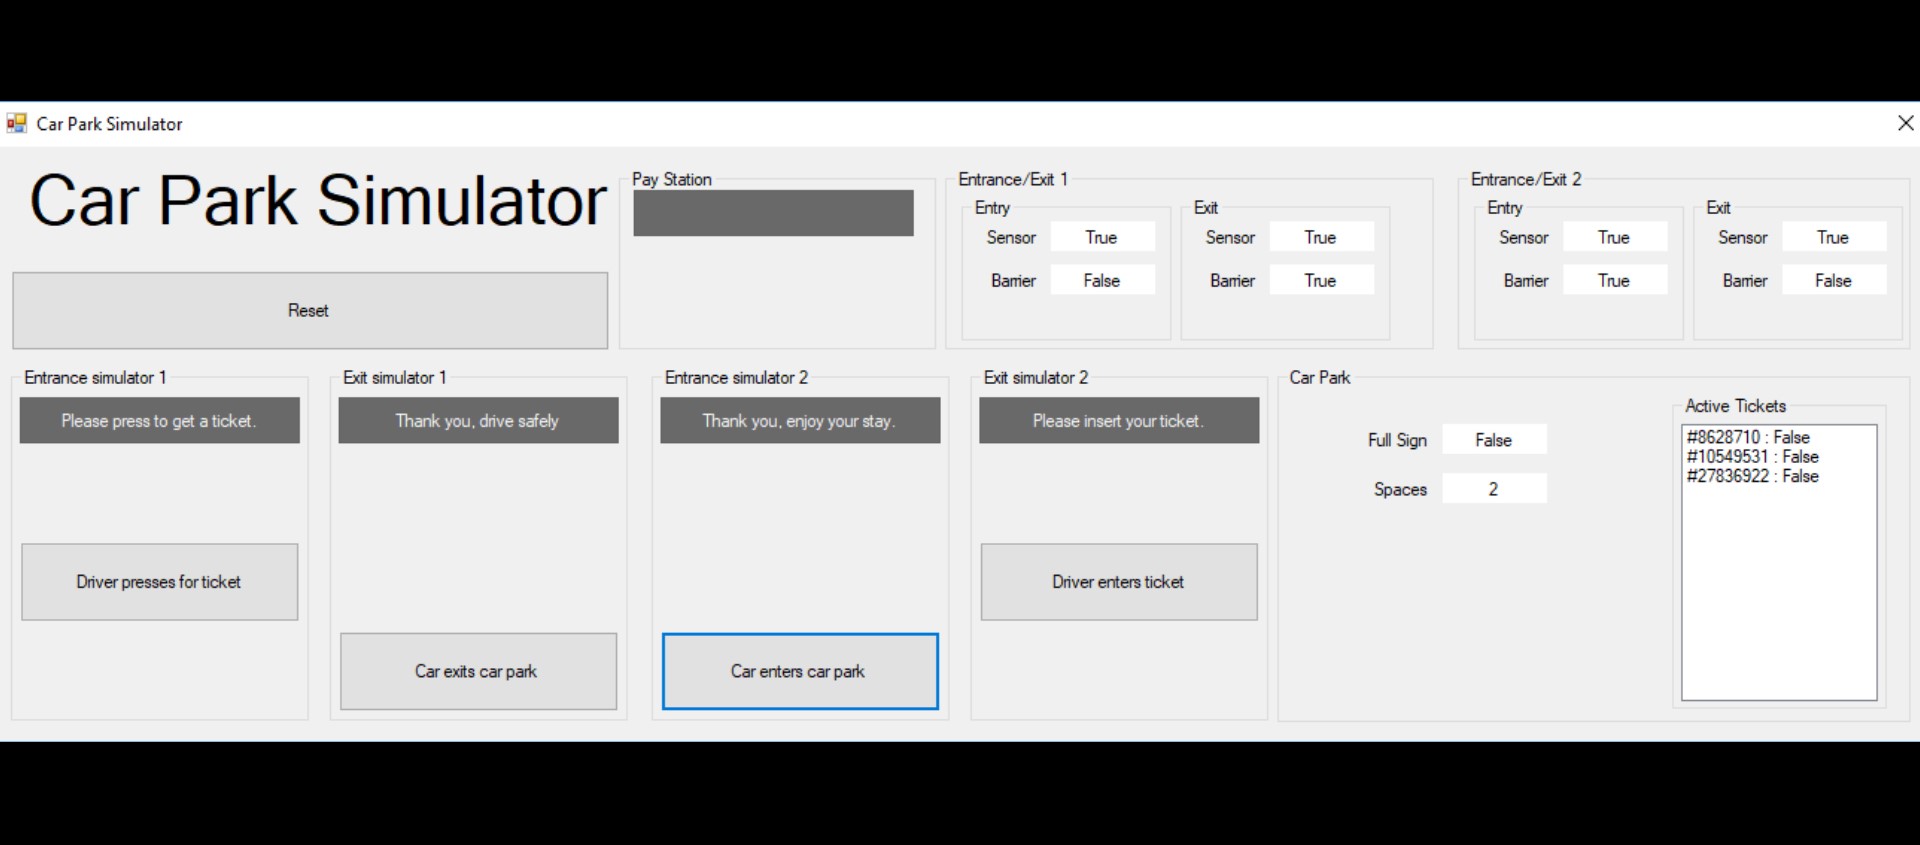 Car Park Simulator
Car Park Simulator
Reset
Pay Station
Entrance/Exit 1
Entry
Sensor True
Barrier False
Exit
Sensor True
Barrier True
Entrance/Exit 2
Entry
Sensor True
Barrier True
Exit
Sensor True
Barrier False
Entrance simulator 1
Please press to get a ticket.
Driver presses for ticket
Exit simulator 1
Thank you, drive safely
Car exits car park
Entrance simulator 2
Thank you, enjoy your stay.
Car enters car park
Exit simulator 2
Please insert your ticket.
Driver enters ticket
Car Park
Full Sign False
Spaces 2
Active Tickets
#8628710 : False
#10549531 : False
#27836922 : False